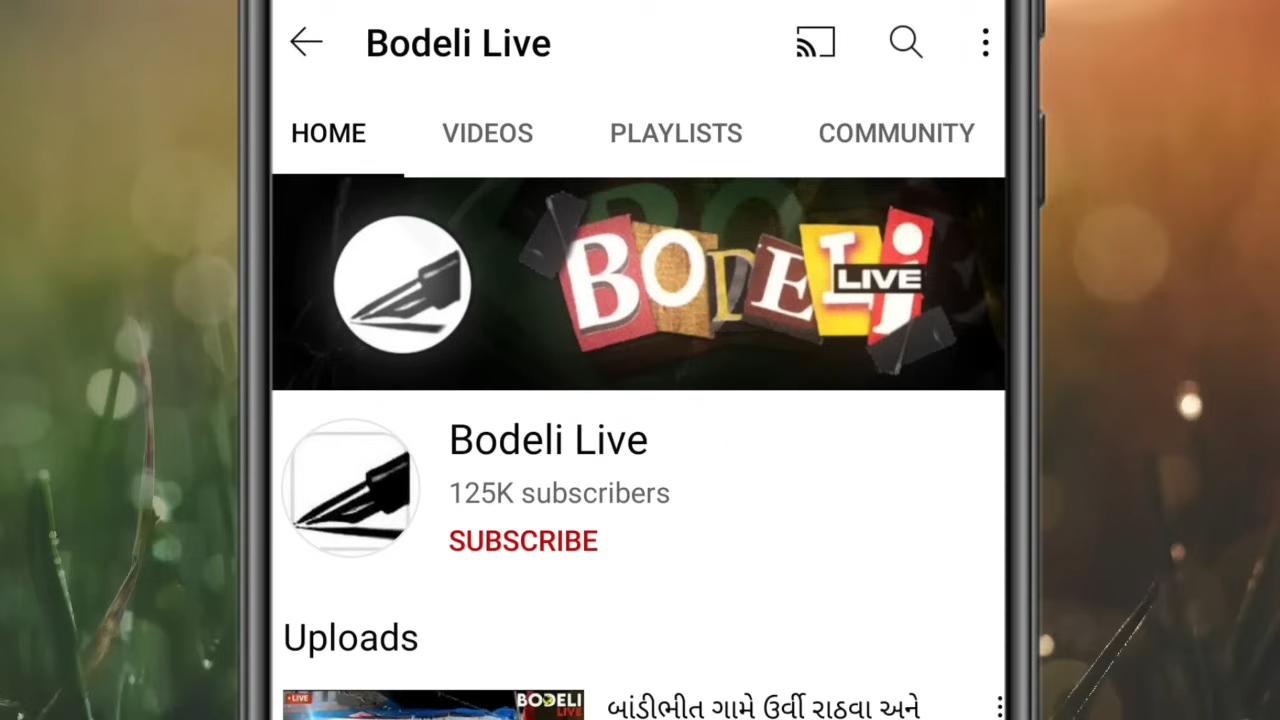 Bodeli Live
HOME VIDEOS PLAYLISTS COMMUNITY
BODELi
LIVE
Bodeli Live
125K subscribers
SUBSCRIBE
Uploads
LIVE
BODELI
LIVE
બાંડીભીત ગામે ઉર્વી રાઠવા અને